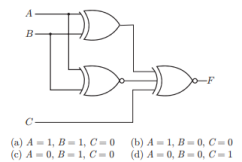 A
B
F
C
(a) A = 1, B = 1, C = 0 (b) A = 1, B = 0, C = 0
(c) A = 0, B = 1, C = 0 (d) A = 0, B = 0, C = 1